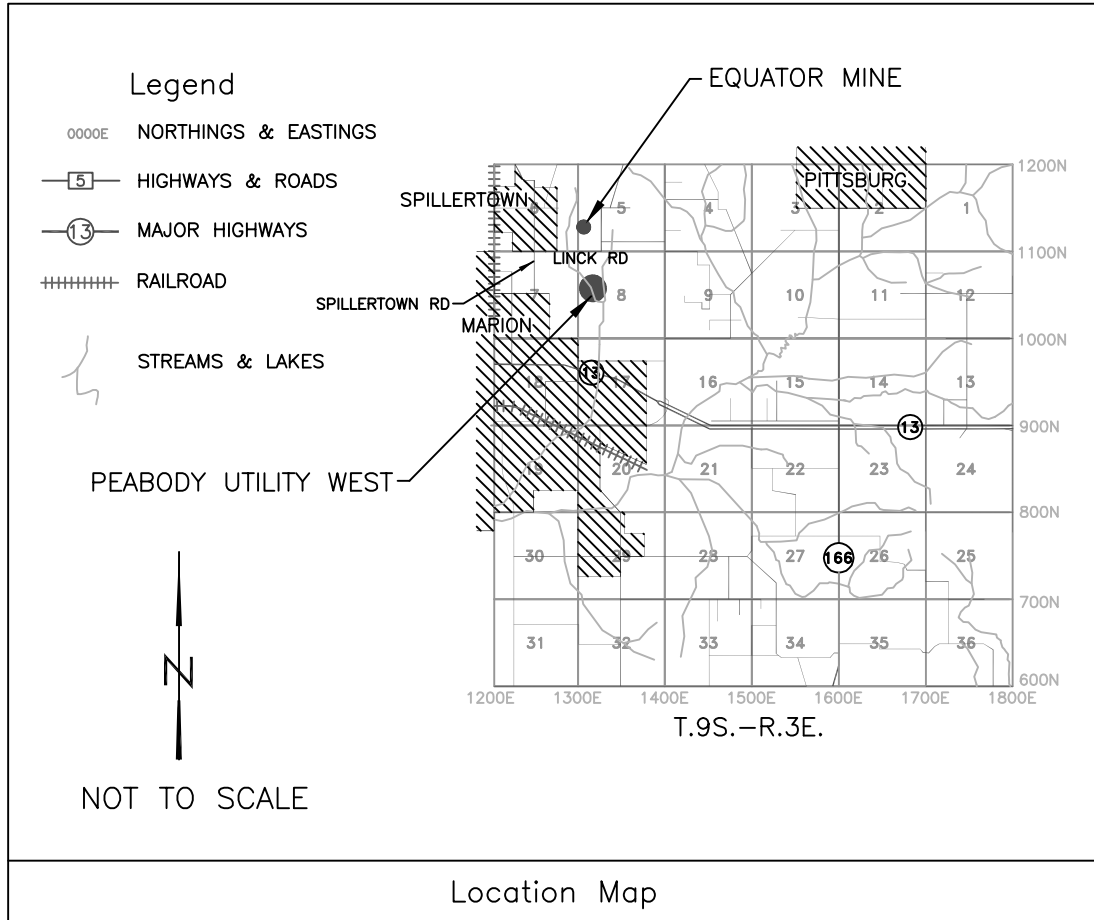 Legend
0000E NORTHINGS & EASTINGS
5 HIGHWAYS & ROADS
13 MAJOR HIGHWAYS
RAILROAD
STREAMS & LAKES
EQUATOR MINE
PITTSBURG
SPILLERTOWN
LINCK RD
SPILLERTOWN RD
MARION
PEABODY UTILITY WEST
6 5 4 3 2 1
7 8 9 10 11 12
18 17 16 15 14 13
19 20 21 22 23 24
30 29 28 27 26 25
31 32 33 34 35 36
13
13
166
1200N
1100N
1000N
900N
800N
700N
600N
1200E 1300E 1400E 1500E 1600E 1700E 1800E
T.9S.-R.3E.
N
NOT TO SCALE
Location Map